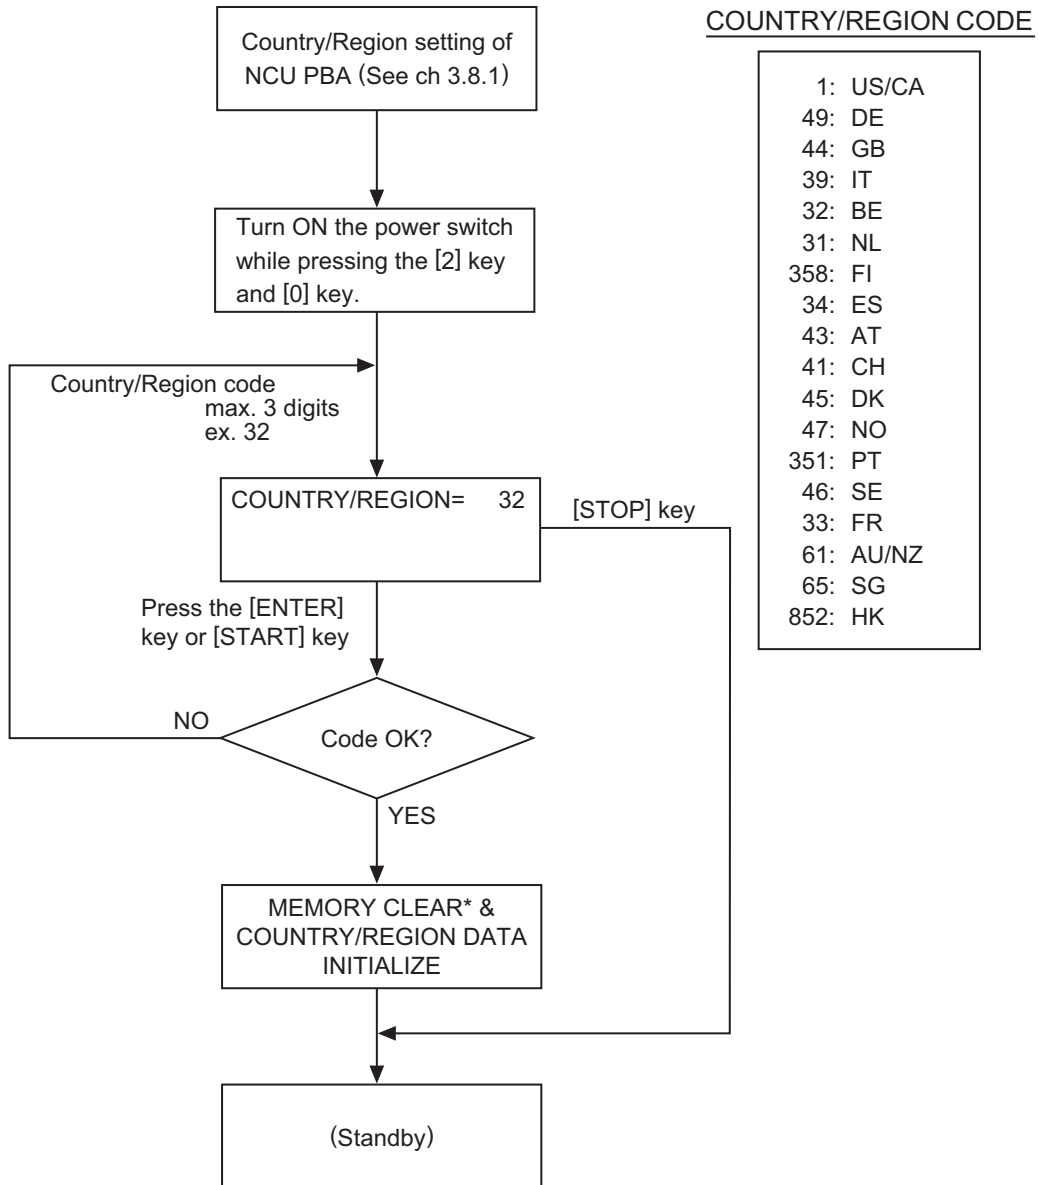 Country/Region setting of
NCU PBA (See ch 3.8.1)
Turn ON the power switch
while pressing the [2] key
and [0] key.
Country/Region code
max. 3 digits
ex. 32
COUNTRY/REGION= 32
[STOP] key
Press the [ENTER]
key or [START] key
NO
Code OK?
YES
MEMORY CLEAR* &
COUNTRY/REGION DATA
INITIALIZE
(Standby)
COUNTRY/REGION CODE
1: US/CA
49: DE
44: GB
39: IT
32: BE
31: NL
358: FI
34: ES
43: AT
41: CH
45: DK
47: NO
351: PT
46: SE
33: FR
61: AU/NZ
65: SG
852: HK